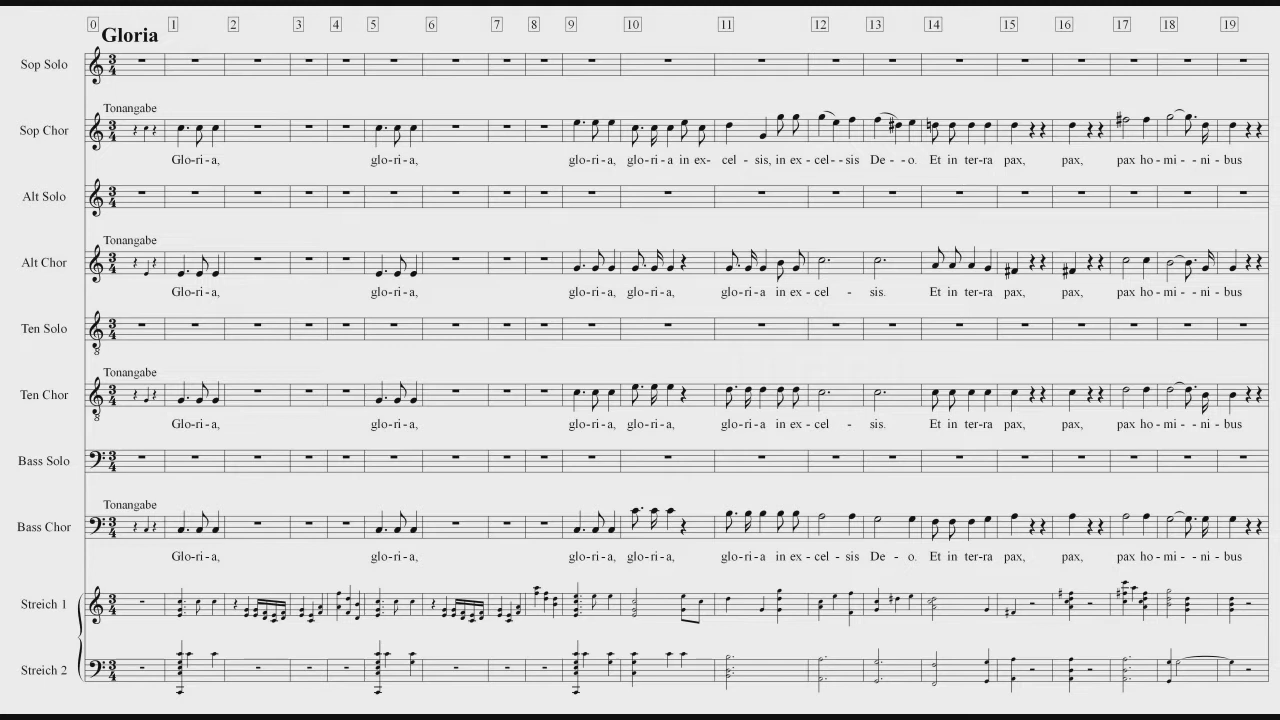 0 1 2 3 4 5 6 7 8 9 10 11 12 13 14 15 16 17 18 19
Gloria
Sop Solo
Tonangabe
Sop Chor
Glo-ri-a, glo-ri-a, glo-ri-a, glo-ri-a in ex- cel - sis, in ex-cel--sis De--o. Et in ter-ra pax, pax, pax ho-mi--ni-bus
Alt Solo
Tonangabe
Alt Chor
Glo-ri-a, glo-ri-a, glo-ri-a, glo-ri-a, glo-ri-a in ex-cel - sis. Et in ter-ra pax, pax, pax ho-mi--ni-bus
Ten Solo
Tonangabe
Ten Chor
Glo-ri-a, glo-ri-a, glo-ri-a, glo-ri-a, glo-ri-a in ex-cel - sis. Et in ter-ra pax, pax, pax ho-mi--ni-bus
Bass Solo
Tonangabe
Bass Chor
Glo-ri-a, glo-ri-a, glo-ri-a, glo-ri-a, glo-ri-a in ex-cel-sis De - o. Et in ter-ra pax, pax, pax ho-mi--ni-bus
Streich 1
Streich 2